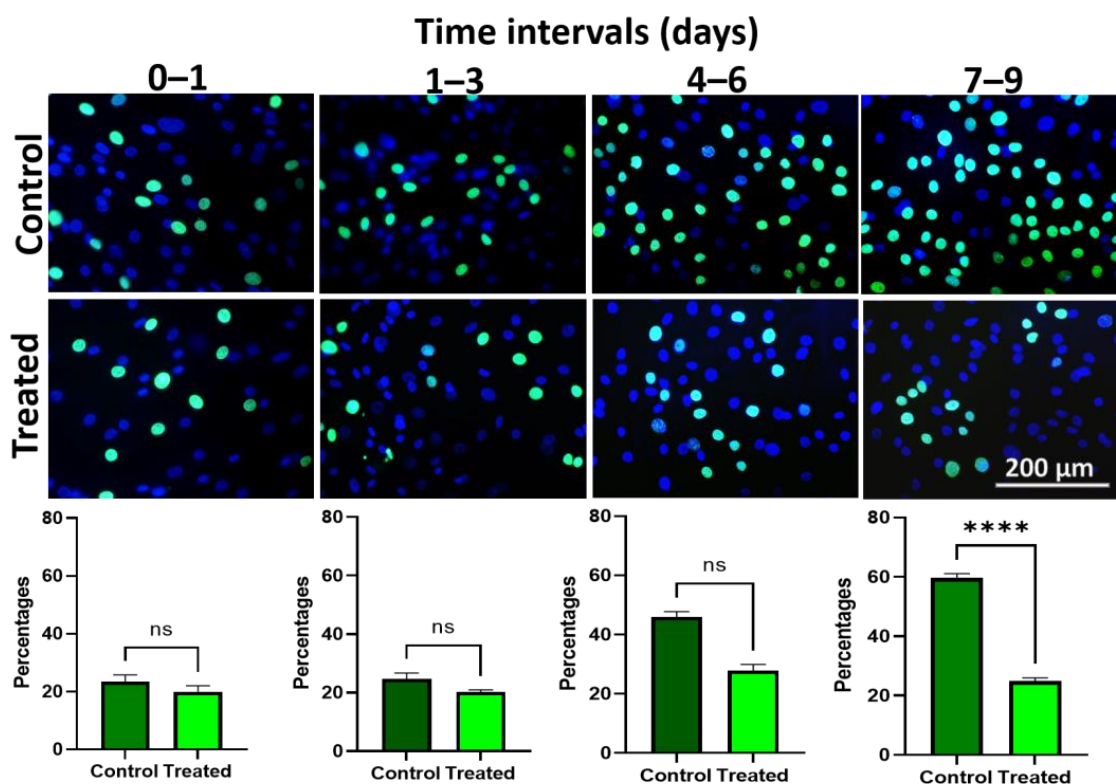 Time intervals (days)
0–1 1–3 4–6 7–9
Control
Treated
200 µm
80
60
40
20
0
Percentages
ns
Control Treated
80
60
40
20
0
Percentages
ns
Control Treated
80
60
40
20
0
Percentages
ns
Control Treated
80
60
40
20
0
Percentages
****
Control Treated